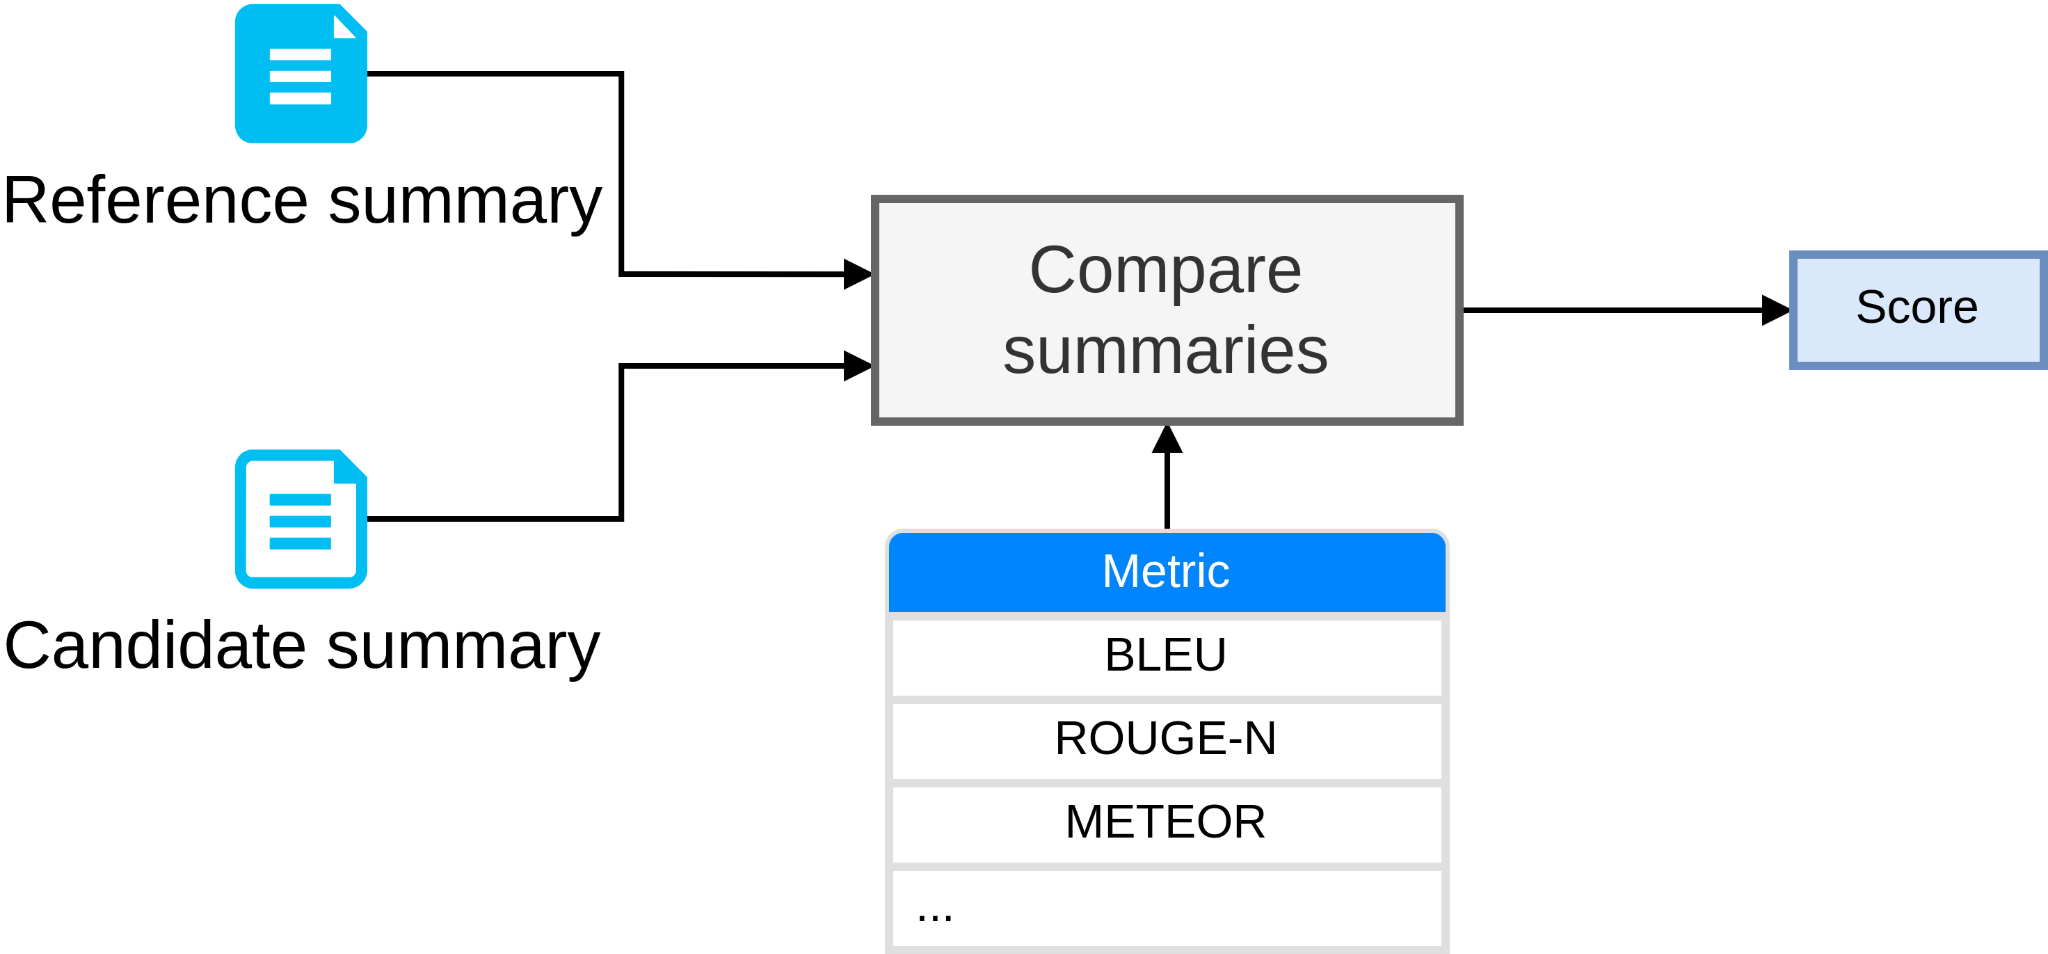 Reference summary
Compare
summaries
Score
Candidate summary
Metric
BLEU
ROUGE-N
METEOR
...